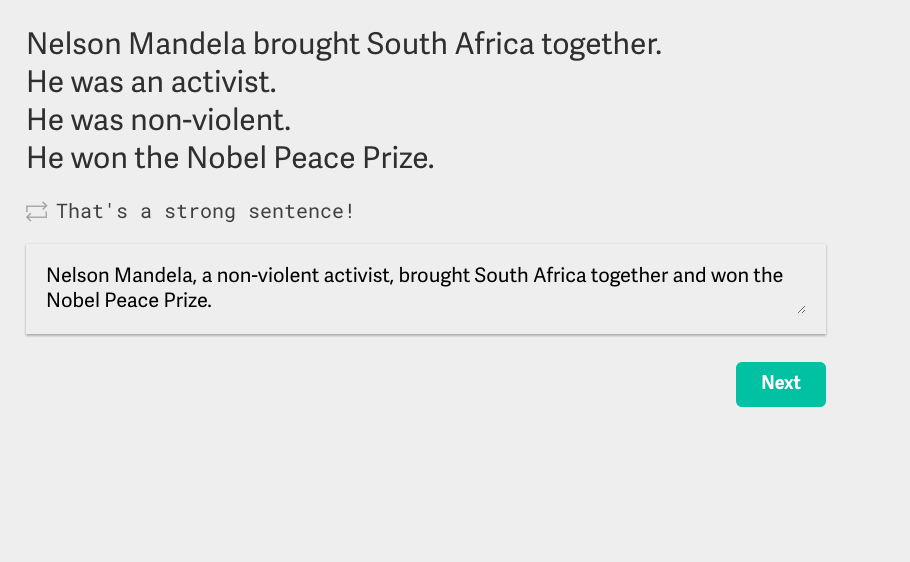 Nelson Mandela brought South Africa together.
He was an activist.
He was non-violent.
He won the Nobel Peace Prize.
That's a strong sentence!
Nelson Mandela, a non-violent activist, brought South Africa together and won the
Nobel Peace Prize.
Next